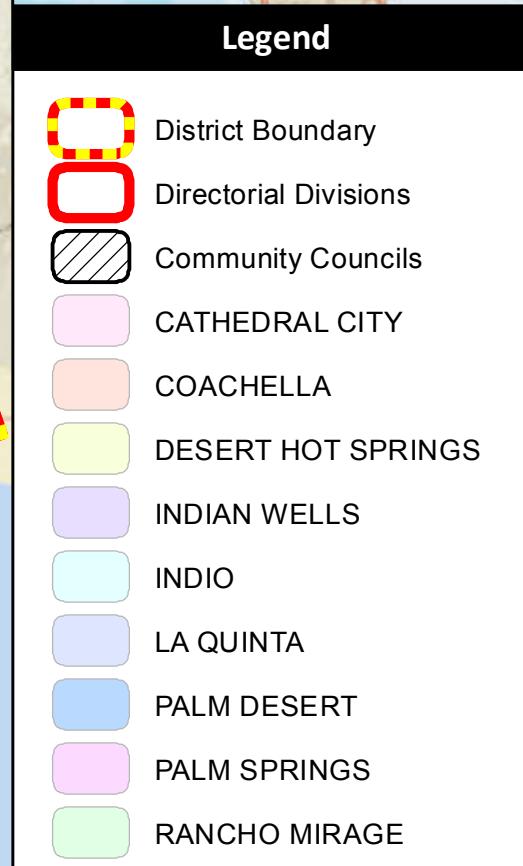 Legend
District Boundary
Directorial Divisions
Community Councils
CATHEDRAL CITY
COACHELLA
DESERT HOT SPRINGS
INDIAN WELLS
INDIO
LA QUINTA
PALM DESERT
PALM SPRINGS
RANCHO MIRAGE